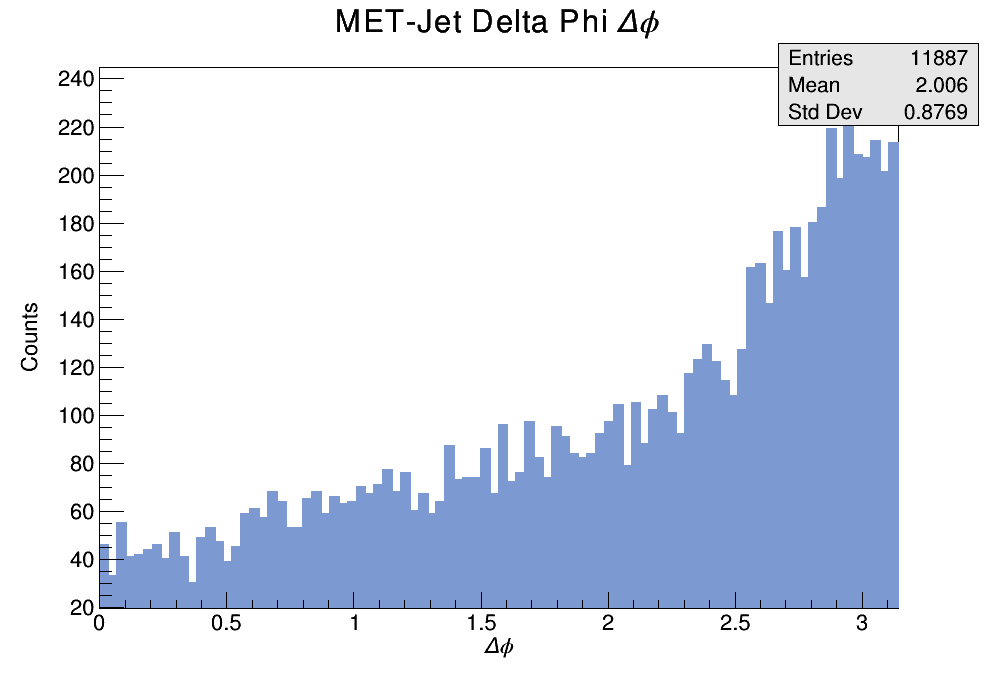 MET-Jet Delta Phi Δϕ
Entries 11887
Mean 2.006
Std Dev 0.8769
240
220
200
180
160
140
120
100
80
60
40
20
Counts
0 0.5 1 1.5 2 2.5 3
Δϕ